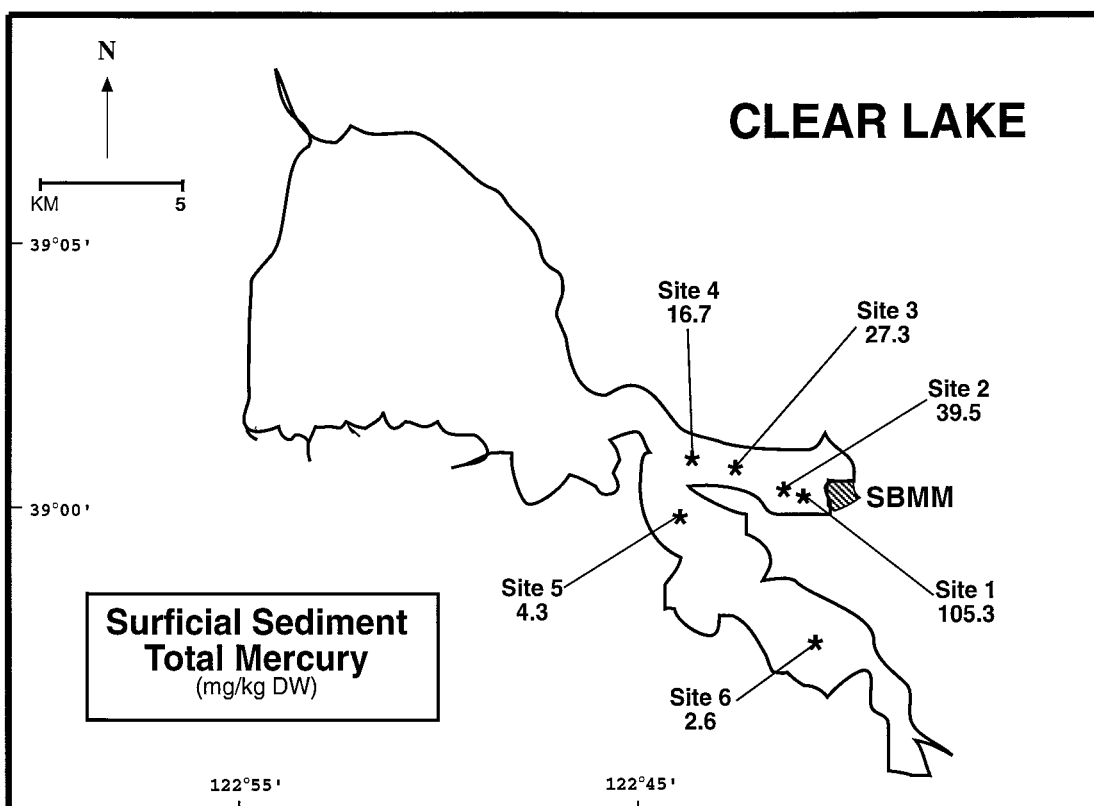 N
CLEAR LAKE
KM 5
39°05'
Site 4
16.7
Site 3
27.3
Site 2
39.5
SBMM
39°00'
Site 5
4.3
Site 1
105.3
Surficial Sediment
Total Mercury
(mg/kg DW)
Site 6
2.6
122°55' 122°45'